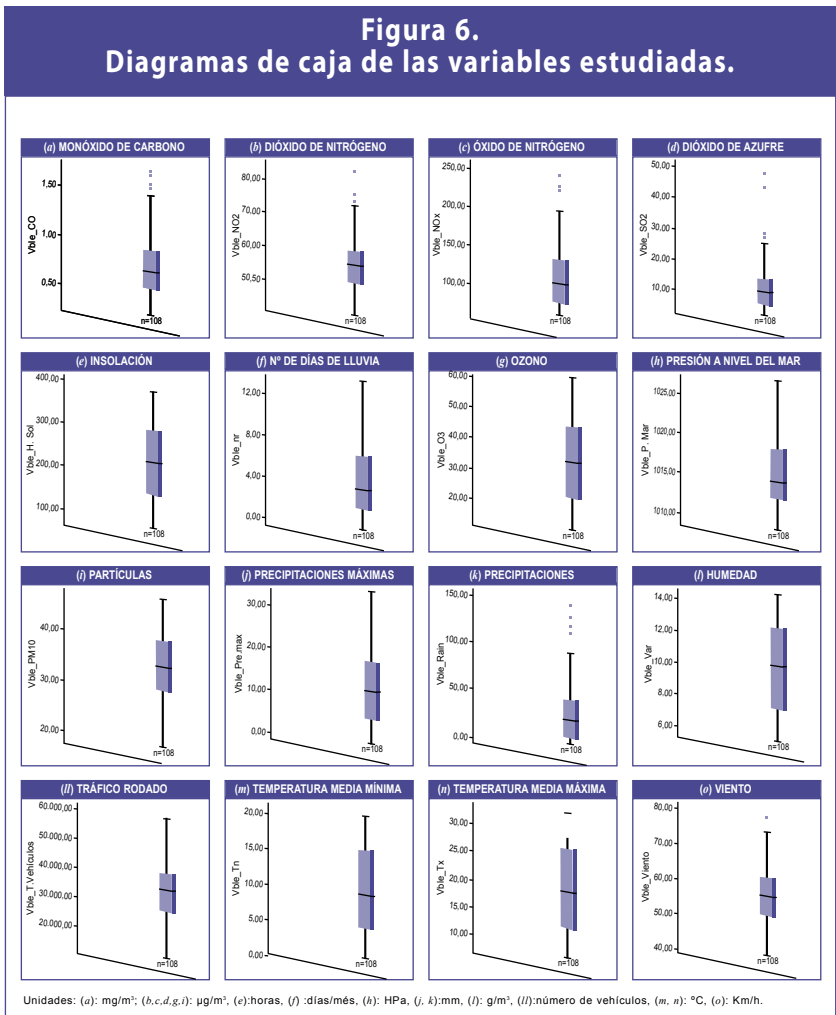 Figura 6.
Diagramas de caja de las variables estudiadas.
(a) MONÓXIDO DE CARBONO
Vble_CO
1,50
1,00
0,50
n=108
(b) DIÓXIDO DE NITRÓGENO
Vble_NO2
80,00
70,00
60,00
50,50
n=108
(c) ÓXIDO DE NITRÓGENO
Vble_NOx
250,00
200,00
150,00
100,00
n=108
(d) DIÓXIDO DE AZUFRE
Vble_SO2
50,00
40,00
30,00
20,00
10,00
n=108
(e) INSOLACIÓN
Vble_H. Sol
400,00
300,00
200,00
100,00
n=108
(f) Nº DE DÍAS DE LLUVIA
Vble_nr
12,00
8,00
4,00
0,00
n=108
(g) OZONO
Vble_O3
60,00
50,00
40,00
30,00
20,00
n=108
(h) PRESIÓN A NIVEL DEL MAR
Vble_P. Mar
1025,00
1020,00
1015,00
1010,00
n=108
(i) PARTÍCULAS
Vble_PM10
40,00
30,00
20,00
n=108
(j) PRECIPITACIONES MÁXIMAS
Vble_Pre.max
30,00
20,00
10,00
0,00
n=108
(k) PRECIPITACIONES
Vble_Rain
150,00
100,00
50,00
0,00
n=108
(l) HUMEDAD
Vble_Var
14,00
12,00
10,00
8,00
6,00
n=108
(ll) TRÁFICO RODADO
Vble_T.Vehículos
60.000,00
50.000,00
40.000,00
30.000,00
20.000,00
n=108
(m) TEMPERATURA MEDIA MÍNIMA
Vble_Tn
20,00
15,00
10,00
5,00
0,00
n=108
(n) TEMPERATURA MEDIA MÁXIMA
Vble_Tx
30,00
25,00
20,00
15,00
10,00
n=108
(o) VIENTO
Vble_Viento
80,00
70,00
60,00
50,00
40,00
n=108
Unidades: (a): mg/m³; (b,c,d,g,i): µg/m³, (e):horas, (f) :días/més, (h): HPa, (j, k):mm, (l): g/m³, (ll):número de vehículos, (m, n): ºC, (o): Km/h.